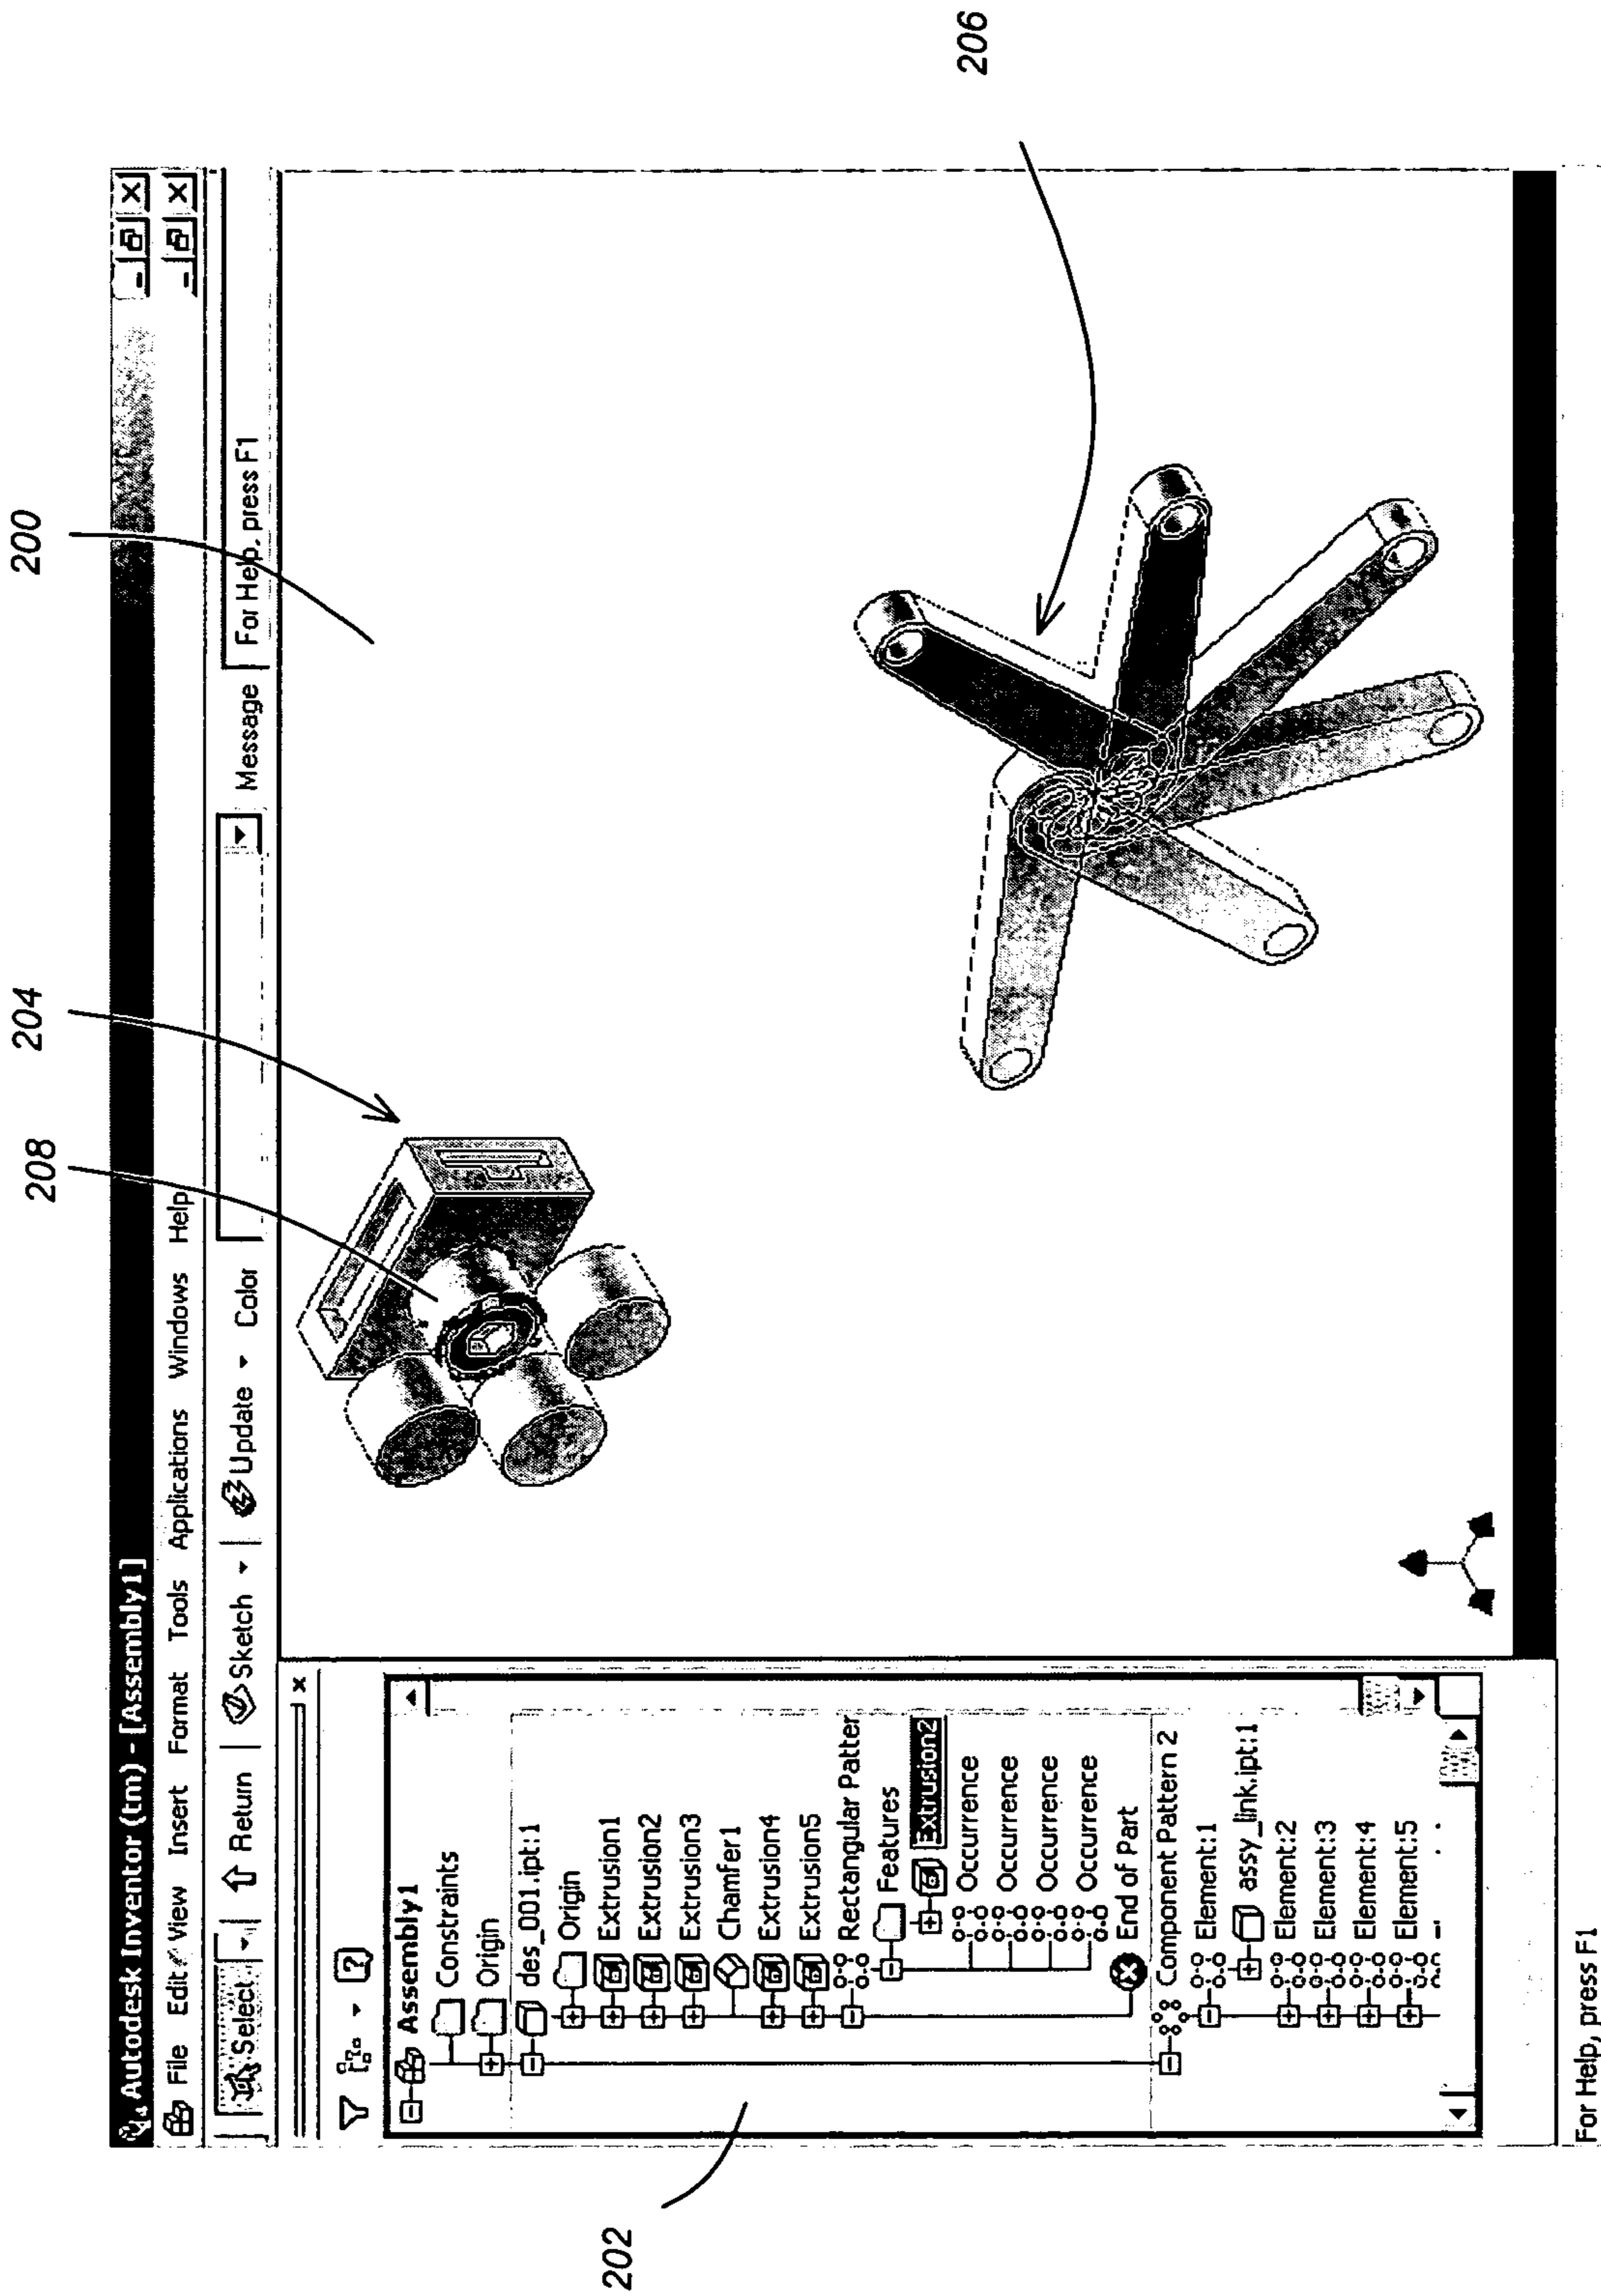 200
204
208
206
202
Autodesk Inventor (tm) - [Assembly1]
File Edit View Insert Format Tools Applications Windows Help
Select Return Sketch Update Color Message For Help, press F1
Assembly1
Constraints
Origin
des_001.ipt:1
Origin
Extrusion1
Extrusion2
Extrusion3
Chamfer1
Extrusion4
Extrusion5
Rectangular Patter
Features
Extrusion2
Occurrence
Occurrence
Occurrence
Occurrence
End of Part
Component Pattern 2
Element:1
assy_link.ipt:1
Element:2
Element:3
Element:4
Element:5
For Help, press F1